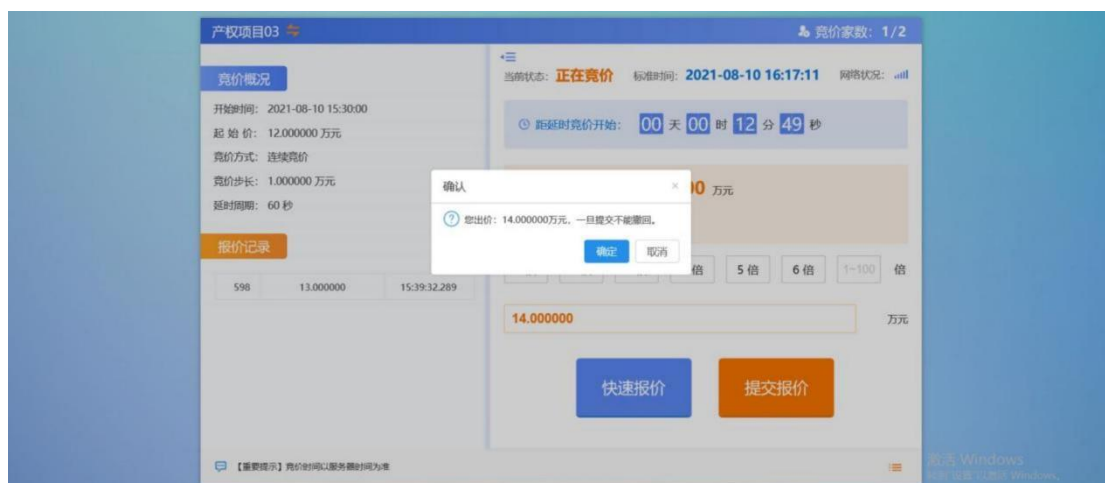 产权项目03
竞价家数：1/2
竞价概况
开始时间： 2021-08-10 15:30:00
起 始 价： 12.000000 万元
竞价方式： 连续竞价
竞价步长： 1.000000 万元
延时周期： 60 秒
报价记录
598 13.000000 15:39:32.289
当前状态：正在竞价 标准时间：2021-08-10 16:17:11 网络状况：
距延时竞价开始： 00 天 00 时 12 分 49 秒
万元
确认
×
您出价：14.000000万元，一旦提交不能撤回。
确定 取消
倍 5 倍 6 倍 1~100 倍
14.000000 万元
快速报价 提交报价
【重要提示】竞价时间以服务器时间为准
激活 Windows